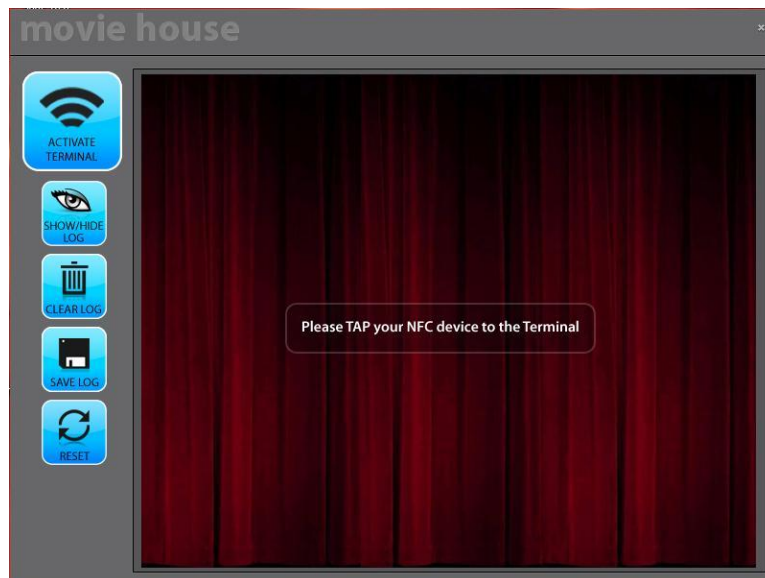 movie house
x
ACTIVATE
TERMINAL
SHOW/HIDE
LOG
CLEAR LOG
SAVE LOG
RESET
Please TAP your NFC device to the Terminal